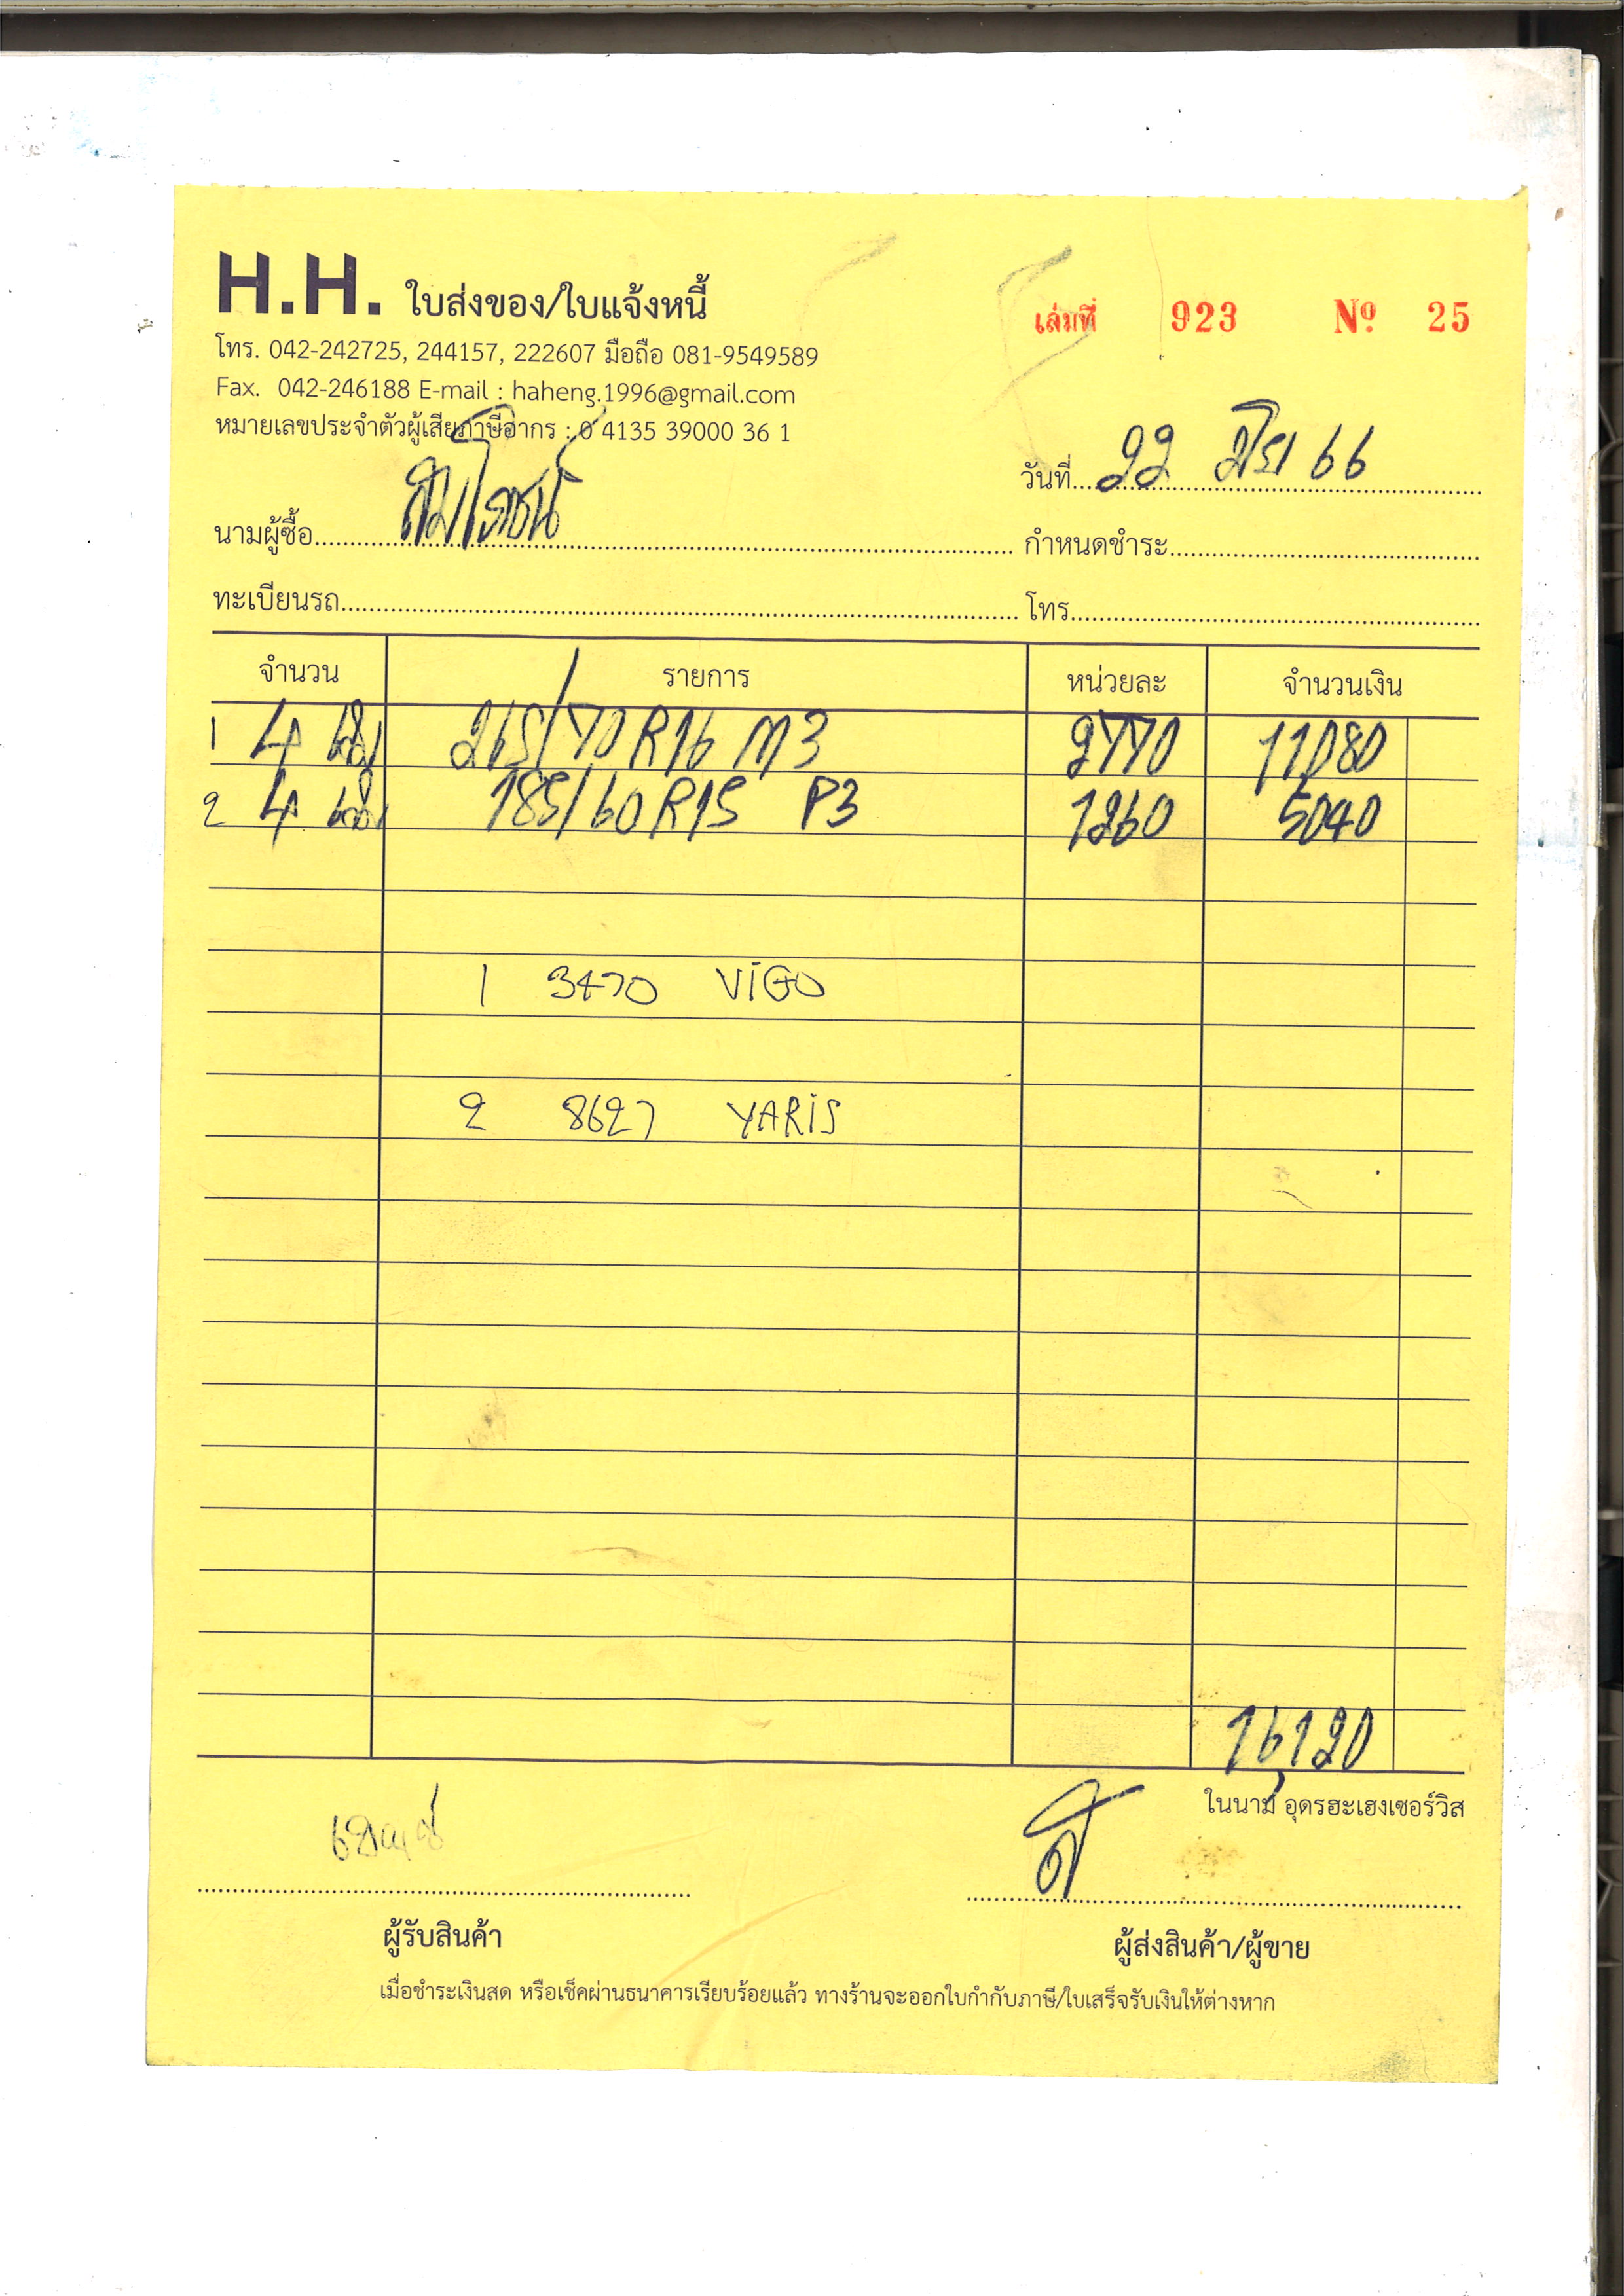 H.H. ใบส่งของ/ใบแจ้งหนี้
เล่มที่ 923 Nº 25
โทร. 042-242725, 244157, 222607 มือถือ 081-9549589
Fax. 042-246188 E-mail : haheng.1996@gmail.com
หมายเลขประจำตัวผู้เสียภาษีอากร : 0 4135 39000 36 1
วันที่ 22 มิย 66
นามผู้ซื้อ สัมโภชน์
กำหนดชำระ
ทะเบียนรถ
โทร.
จำนวน รายการ หน่วยละ จำนวนเงิน
1 4 เส้น 265/70R16 M3 2770 11,080
2 4 เส้น 185/60R15 P3 1260 5040
1 3470 VIGO
2 8627 YARIS
16,120
ในนาม อุดรฮะเฮงเซอร์วิส
ผู้รับสินค้า
ผู้ส่งสินค้า/ผู้ขาย
เมื่อชำระเงินสด หรือเช็คผ่านธนาคารเรียบร้อยแล้ว ทางร้านจะออกใบกำกับภาษี/ใบเสร็จรับเงินให้ต่างหาก